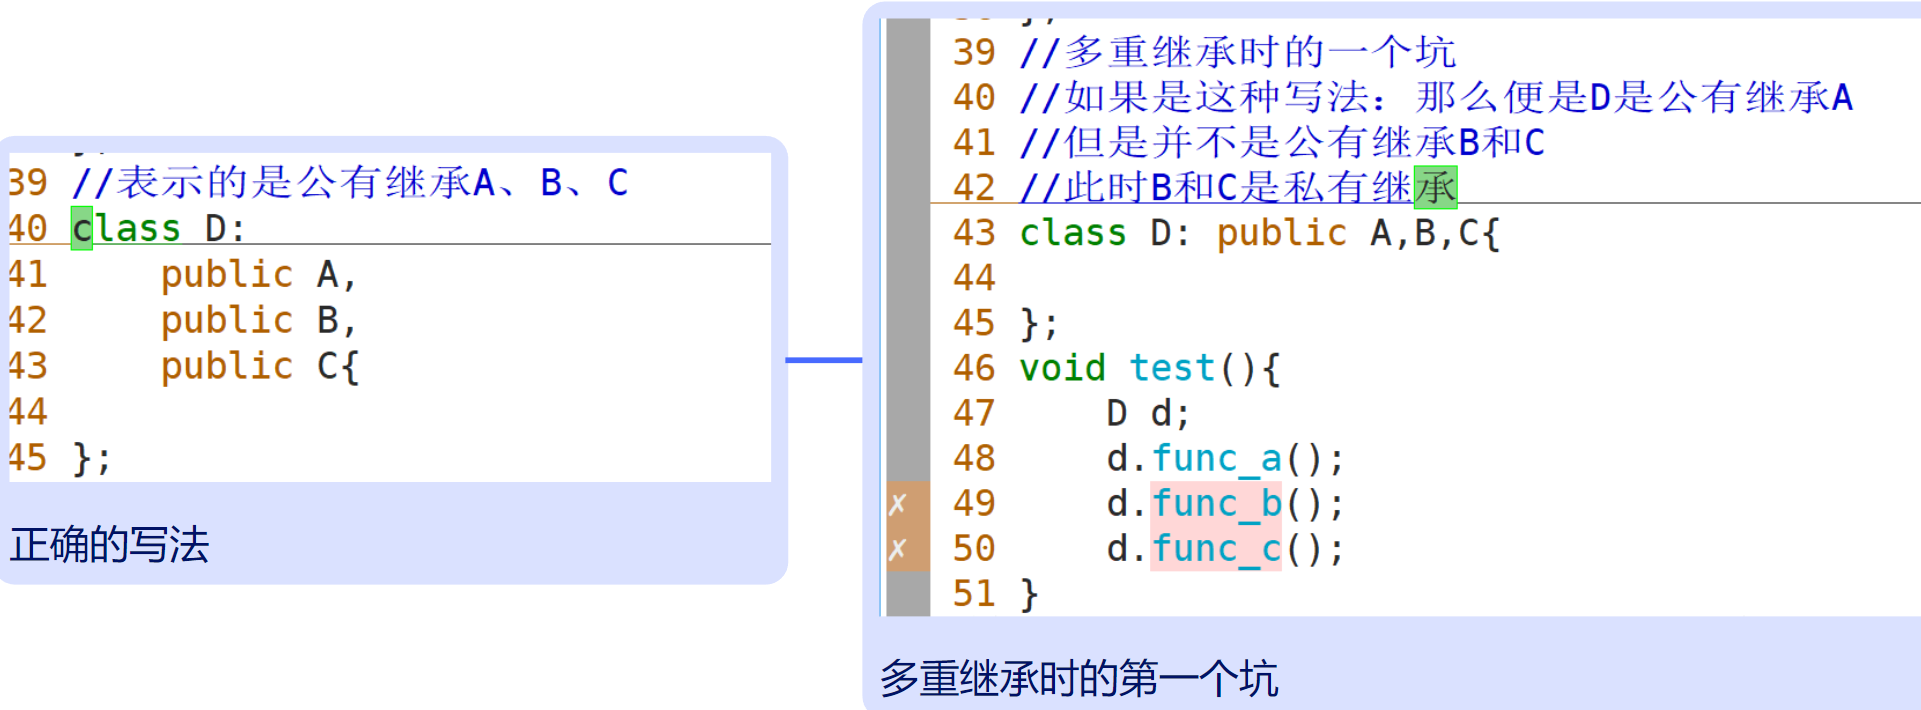 39 //表示的是公有继承A、B、C
40 class D:
41     public A,
42     public B,
43     public C{
44
45 };
正确的写法
39 //多重继承时的一个坑
40 //如果是这种写法：那么便是D是公有继承A
41 //但是并不是公有继承B和C
42 //此时B和C是私有继承
43 class D: public A,B,C{
44
45 };
46 void test(){
47     D d;
48     d.func_a();
49     d.func_b();
50     d.func_c();
51 }
多重继承时的第一个坑